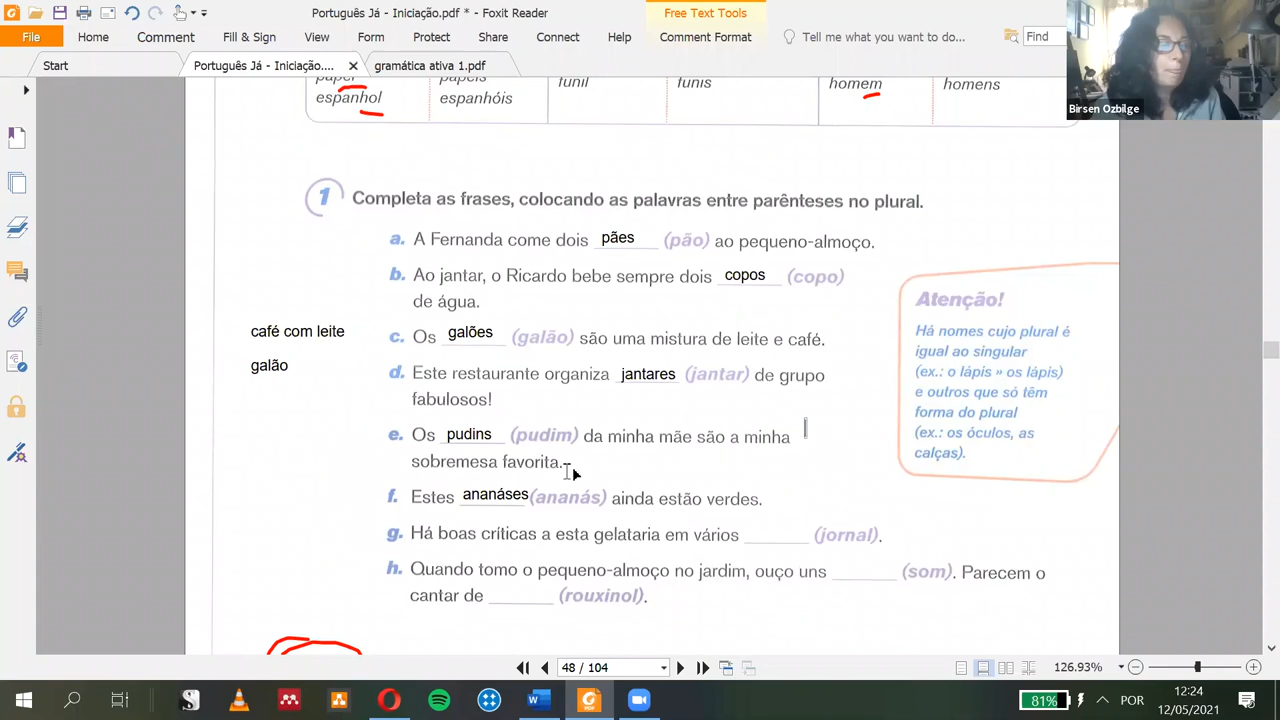 Português Já - Iniciação.pdf * - Foxit Reader
Free Text Tools
File Home Comment Fill & Sign View Form Protect Share Connect Help Comment Format Tell me what you want to do... Find
Start Português Já - Iniciação.... gramática ativa 1.pdf
Birsen Ozbilge
papel papéis funil funis homem homens
espanhol espanhóis
1 Completa as frases, colocando as palavras entre parênteses no plural.
a. A Fernanda come dois pães (pão) ao pequeno-almoço.
b. Ao jantar, o Ricardo bebe sempre dois copos (copo)
de água.
café com leite
galão
c. Os galões (galão) são uma mistura de leite e café.
d. Este restaurante organiza jantares (jantar) de grupo
fabulosos!
e. Os pudins (pudim) da minha mãe são a minha
sobremesa favorita.
f. Estes ananáses (ananás) ainda estão verdes.
g. Há boas críticas a esta gelataria em vários ______ (jornal).
h. Quando tomo o pequeno-almoço no jardim, ouço uns ______ (som). Parecem o
cantar de ______ (rouxinol).
Atenção!
Há nomes cujo plural é
igual ao singular
(ex.: o lápis » os lápis)
e outros que só têm
forma do plural
(ex.: os óculos, as
calças).
48 / 104
126.93%
81%
POR
12:24
12/05/2021